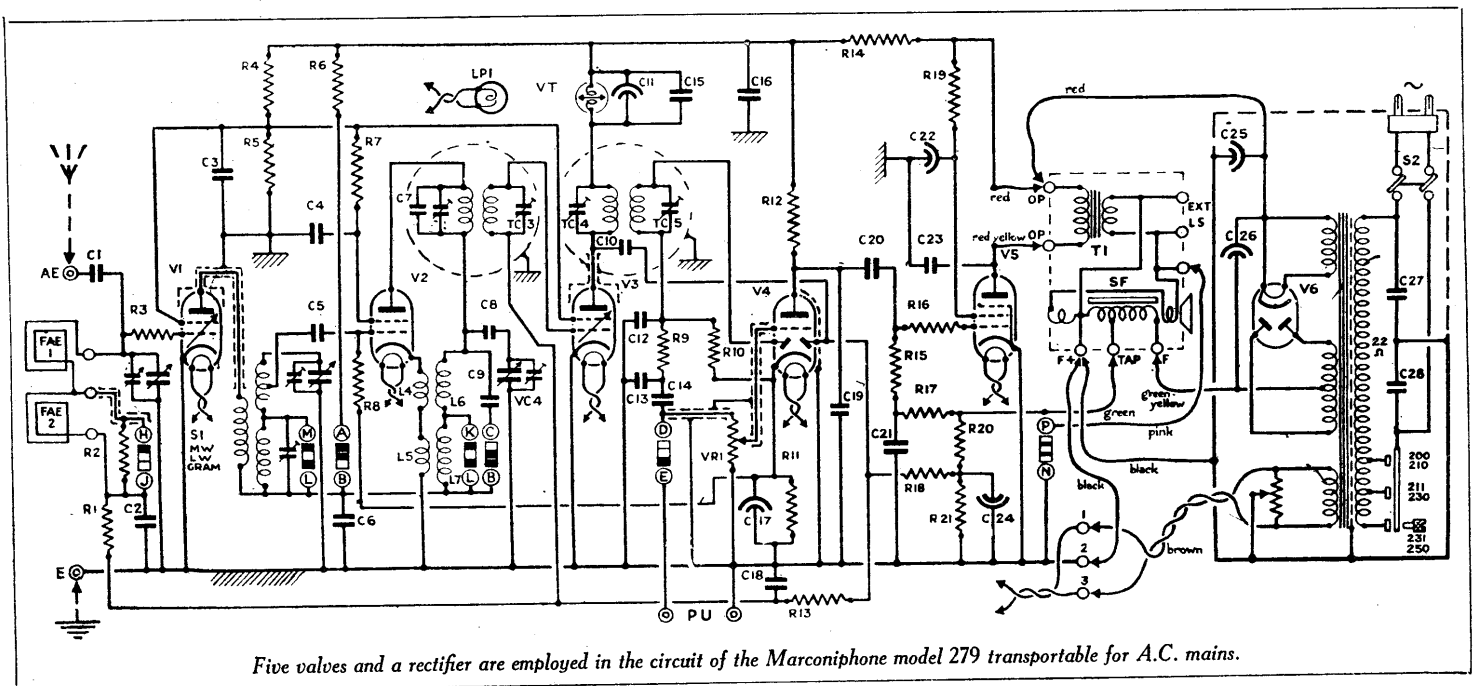 R4
R6
LP1
VT
C11
C15
C16
R14
R19
red
~
C25
S2
R5
R7
C3
C22
C7
TC3
TC4
TC5
R12
OP
red
EXT
LS
C4
C10
C20
C23
red yellow OP
V5
T1
C26
AE
C1
V1
V2
V3
V4
SF
V6
C27
R3
C5
C8
C12
R9
R10
R16
FAE
1
R15
F+
TAP
F
22
Ω
C28
C9
C14
C13
C19
R17
green
yellow
FAE
2
R8
L4
L6
VC4
green
pink
H
S1
MW
LW
GRAM
M
A
K
C
D
VR1
R11
C21
R20
P
R2
L5
black
200
210
J
L
B
L7
L
B
E
R18
N
black
211
230
R1
C2
C6
C17
R21
C24
1
231
250
2
brown
E
C18
3
PU
R13
Five valves and a rectifier are employed in the circuit of the Marconiphone model 279 transportable for A.C. mains.